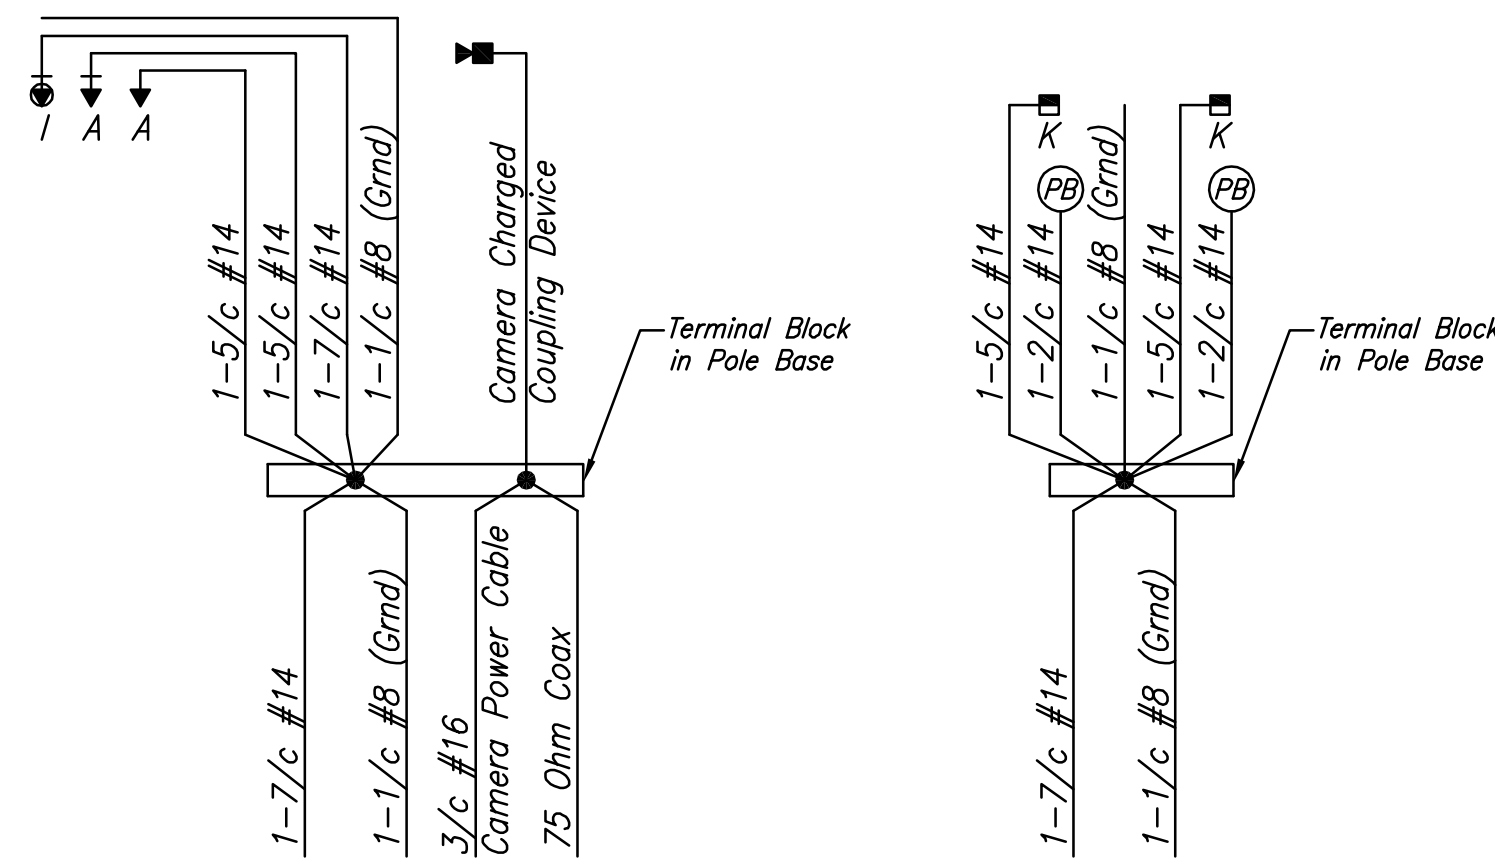 I
A
A
1-5/c #14
1-5/c #14
1-7/c #14
1-1/c #8 (Grnd)
Camera Charged
Coupling Device
Terminal Block
in Pole Base
1-7/c #14
1-1/c #8 (Grnd)
3/c #16
Camera Power Cable
75 Ohm Coax
K
K
PB
PB
1-5/c #14
1-2/c #14
1-1/c #8 (Grnd)
1-5/c #14
1-2/c #14
Terminal Block
in Pole Base
1-7/c #14
1-1/c #8 (Grnd)